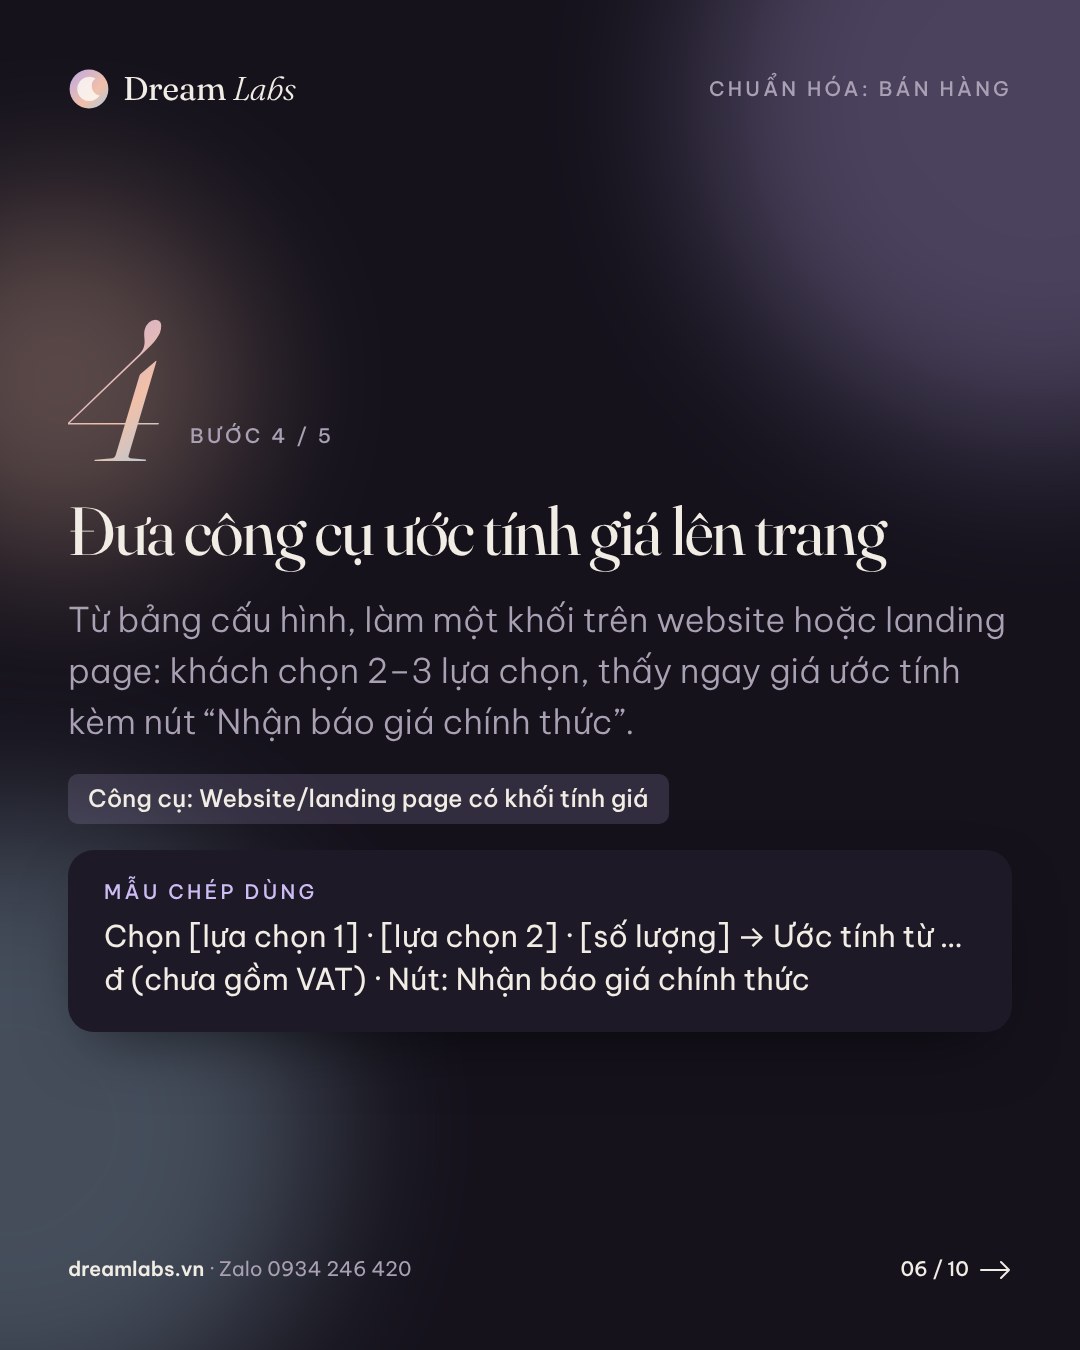 Dream Labs
CHUẨN HÓA: BÁN HÀNG
4
BƯỚC 4 / 5
Đưa công cụ ước tính giá lên trang
Từ bảng cấu hình, làm một khối trên website hoặc landing
page: khách chọn 2–3 lựa chọn, thấy ngay giá ước tính
kèm nút “Nhận báo giá chính thức”.
Công cụ: Website/landing page có khối tính giá
MẪU CHÉP DÙNG
Chọn [lựa chọn 1] · [lựa chọn 2] · [số lượng] → Ước tính từ ...
đ (chưa gồm VAT) · Nút: Nhận báo giá chính thức
dreamlabs.vn · Zalo 0934 246 420
06 / 10 →